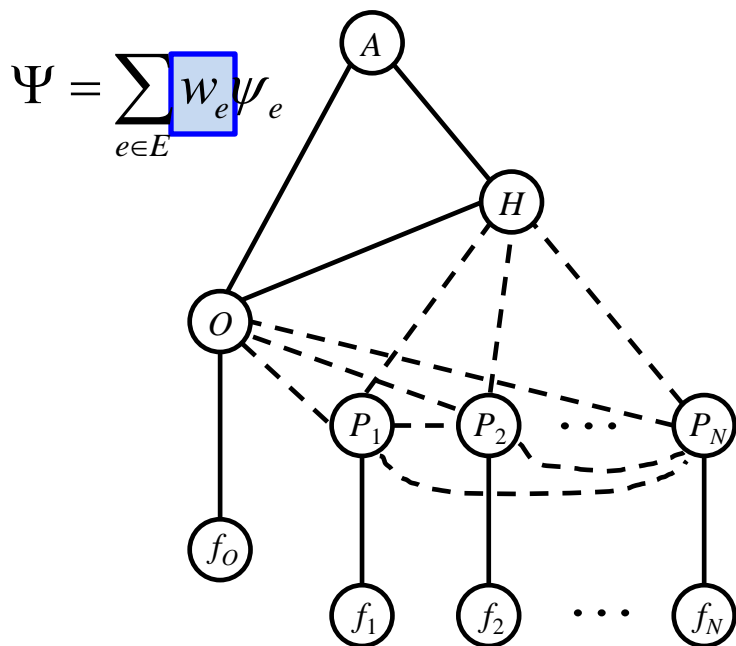 A
Ψ = ∑ w_e ψ_e
e∈E
H
O
P_1 P_2 ... P_N
f_O
f_1 f_2 ... f_N